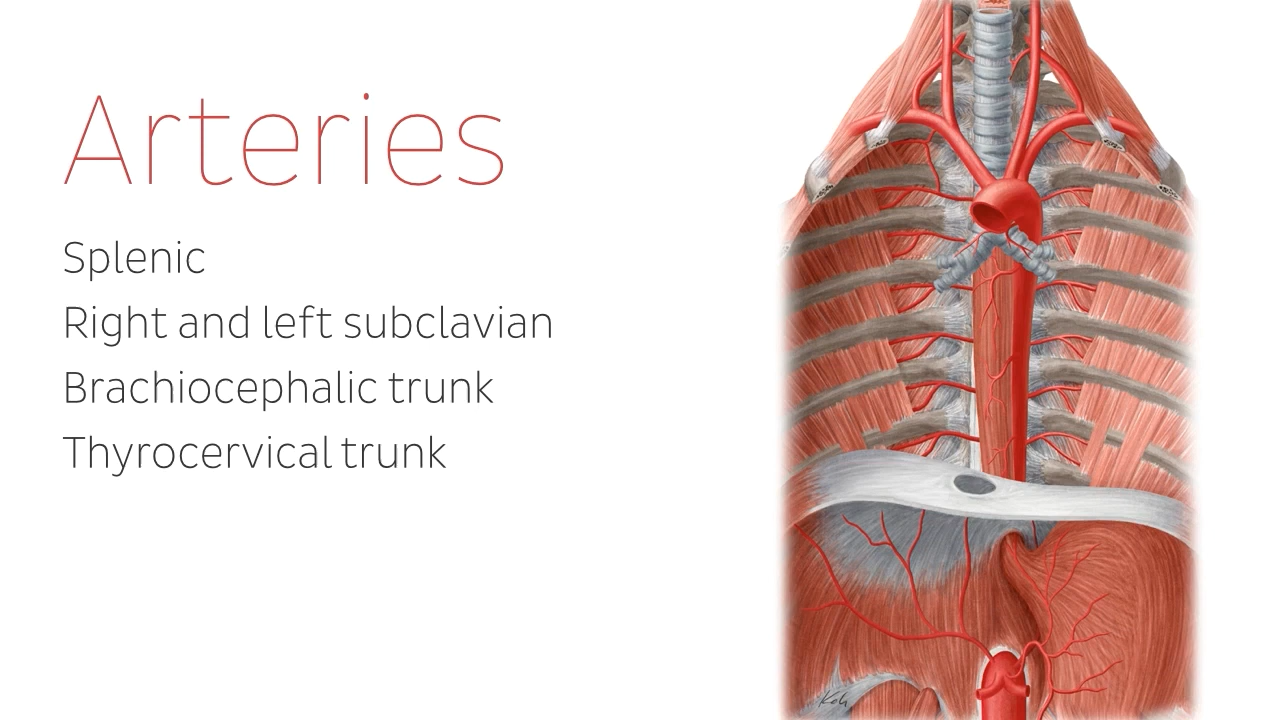 Arteries
Splenic
Right and left subclavian
Brachiocephalic trunk
Thyrocervical trunk